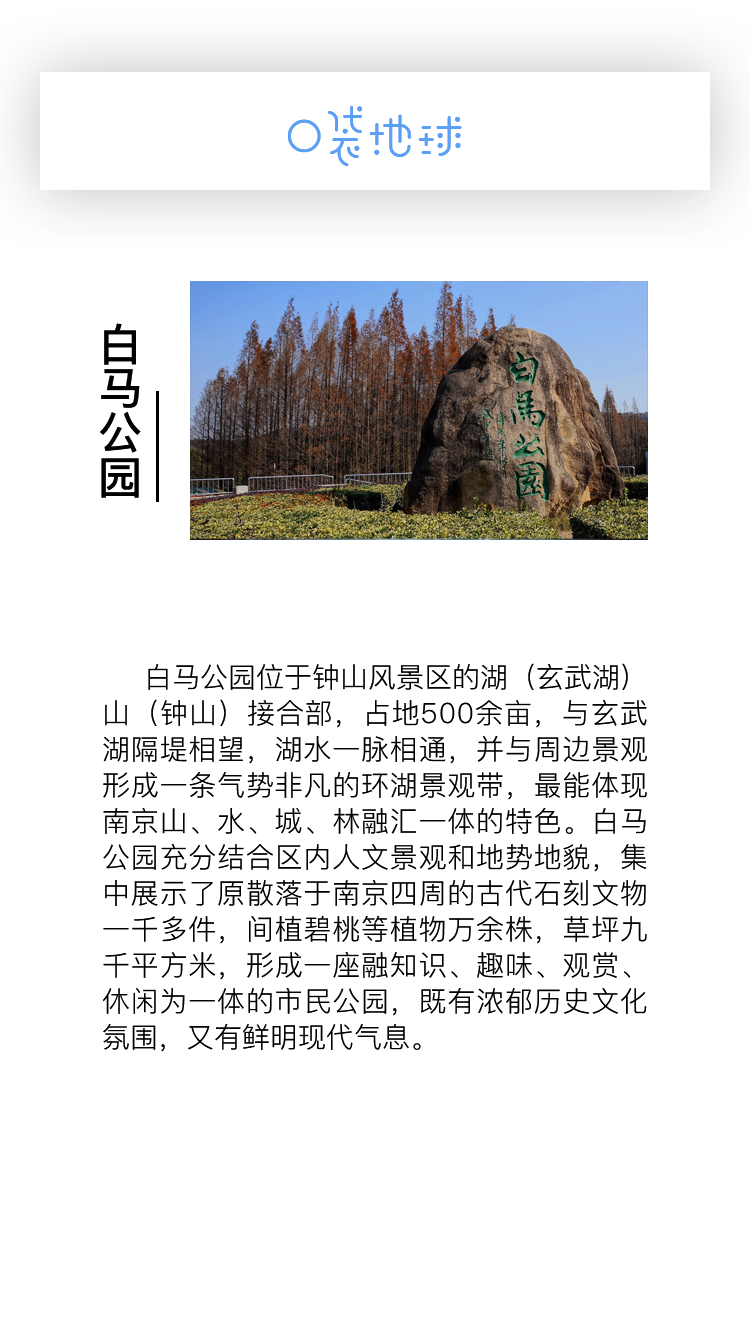 口袋地球
白马公园
白馬公園
白马公园位于钟山风景区的湖（玄武湖）
山（钟山）接合部，占地500余亩，与玄武
湖隔堤相望，湖水一脉相通，并与周边景观
形成一条气势非凡的环湖景观带，最能体现
南京山、水、城、林融汇一体的特色。白马
公园充分结合区内人文景观和地势地貌，集
中展示了原散落于南京四周的古代石刻文物
一千多件，间植碧桃等植物万余株，草坪九
千平方米，形成一座融知识、趣味、观赏、
休闲为一体的市民公园，既有浓郁历史文化
氛围，又有鲜明现代气息。